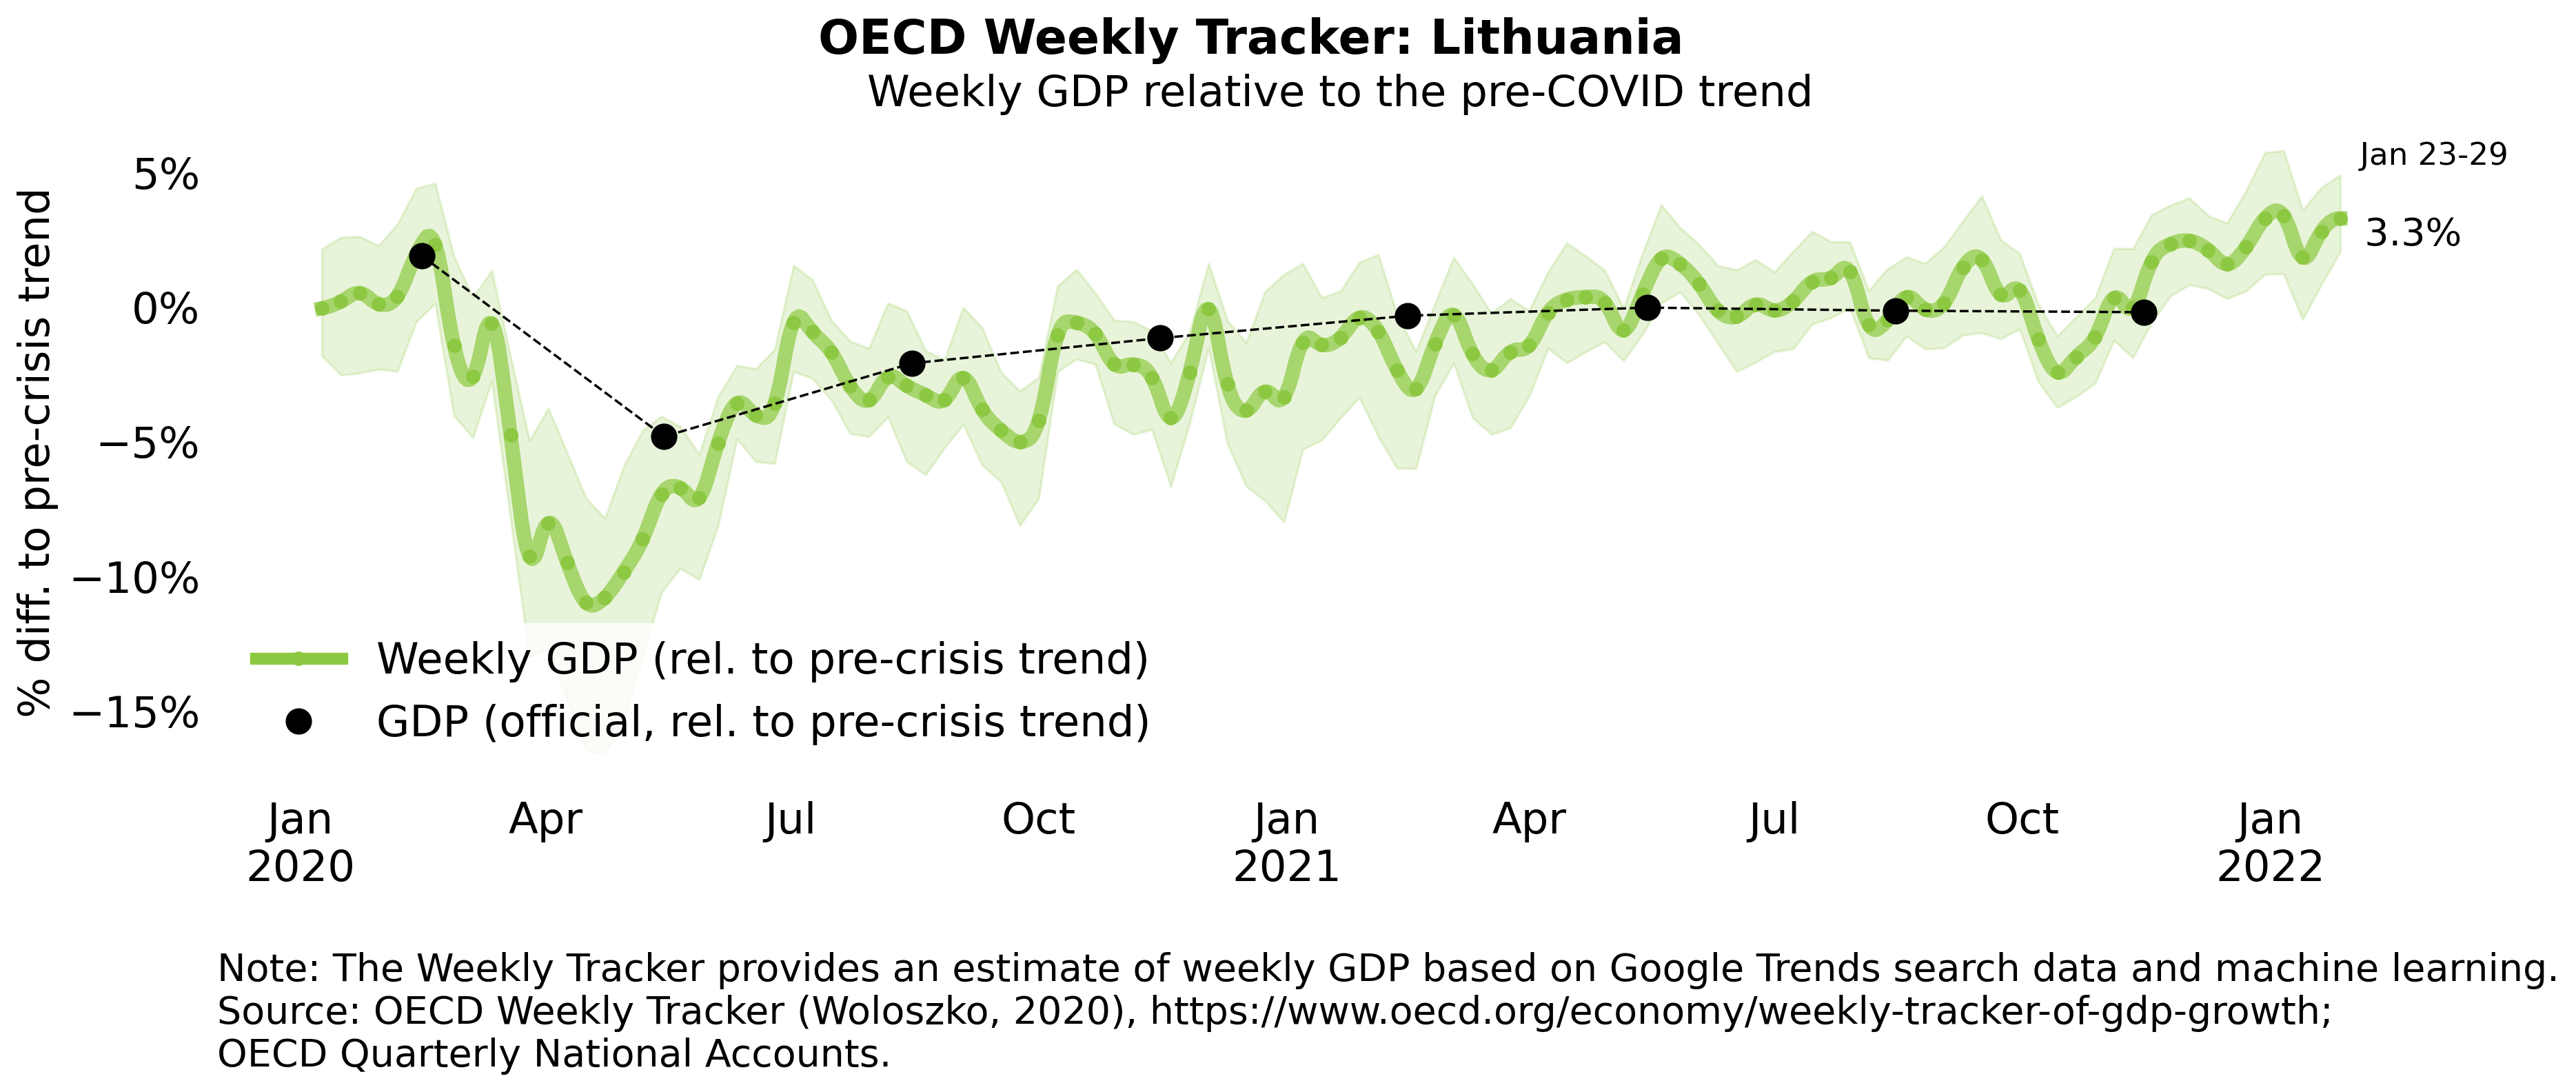 OECD Weekly Tracker: Lithuania
Weekly GDP relative to the pre-COVID trend
% diff. to pre-crisis trend
5%
0%
−5%
−10%
−15%
Jan 23-29
3.3%
Weekly GDP (rel. to pre-crisis trend)
GDP (official, rel. to pre-crisis trend)
Jan Apr Jul Oct Jan Apr Jul Oct Jan
2020 2021 2022
Note: The Weekly Tracker provides an estimate of weekly GDP based on Google Trends search data and machine learning.
Source: OECD Weekly Tracker (Woloszko, 2020), https://www.oecd.org/economy/weekly-tracker-of-gdp-growth;
OECD Quarterly National Accounts.